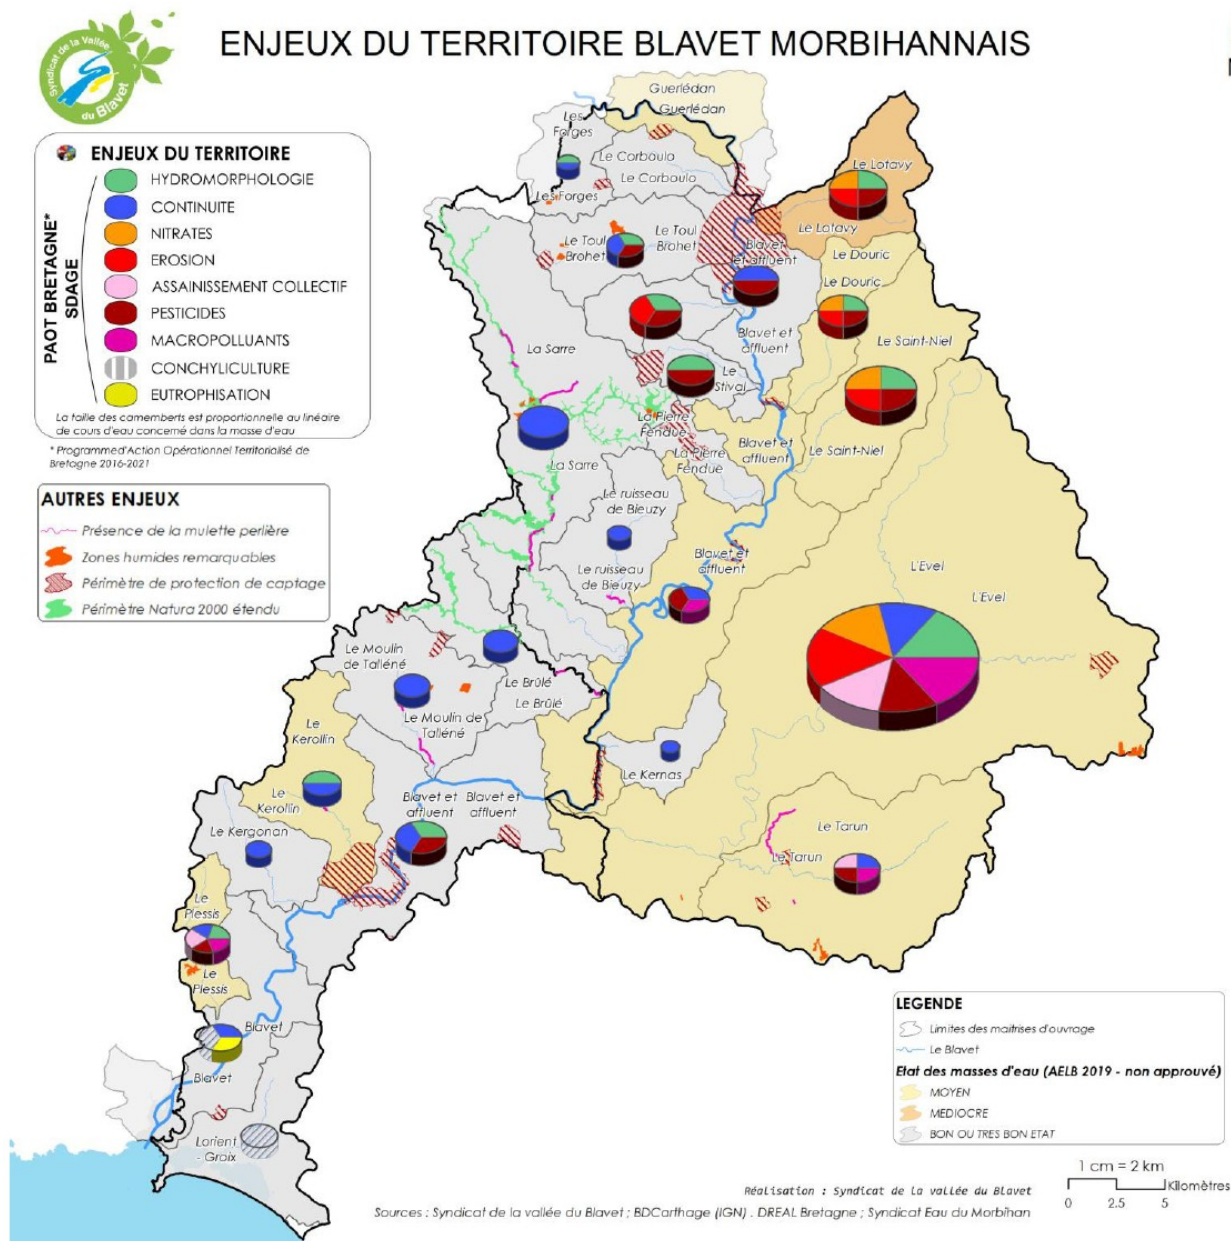 ENJEUX DU TERRITOIRE BLAVET MORBIHANNAIS
Syndicat de la Vallée
du Blavet
ENJEUX DU TERRITOIRE
PAOT BRETAGNE*
SDAGE
HYDROMORPHOLOGIE
CONTINUITE
NITRATES
EROSION
ASSAINISSEMENT COLLECTIF
PESTICIDES
MACROPOLLUANTS
CONCHYLICULTURE
EUTROPHISATION
La taille des camemberts est proportionnelle au linéaire
de cours d'eau concerné dans la masse d'eau
* Programmed'Action Opérationnel Territorialisé de
Bretagne 2016-2021
AUTRES ENJEUX
Présence de la mulette perlière
Zones humides remarquables
Périmètre de protection de captage
Périmètre Natura 2000 étendu
Guerlédan
Guerlédan
Les
Forges
Le Corboulo
Le Corboulo
Les Forges
Le Lotavy
Le Lotavy
Le Toul
Brohet
Le Toul
Brohet
Blavet
et affluent
Le Douric
Le Douric
Blavet et
affluent
Le Saint-Niel
La Sarre
Le
Stival
La Pierre
Fendue
La Pierre
Fendue
Blavet et
affluent
Le Saint-Niel
La Sarre
Le ruisseau
de Bieuzy
Le ruisseau
de Bieuzy
Blavet et
affluent
L'Evel
L'Evel
Le Moulin
de Talléné
Le Brûlé
Le Brûlé
Le Moulin de
Talléné
Le
Kerollin
Le Kernas
Le
Kerollin
Blavet et
affluent
Blavet et
affluent
Le Kergonan
Le Tarun
Le Tarun
Le
Plessis
Le
Plessis
Blavet
Blavet
Lorient
- Groix
LEGENDE
Limites des maitrises d'ouvrage
Le Blavet
Etat des masses d'eau (AELB 2019 - non approuvé)
MOYEN
MEDIOCRE
BON OU TRES BON ETAT
1 cm = 2 km
Kilomètres
0 2.5 5
Réalisation : Syndicat de la vallée du Blavet
Sources : Syndicat de la vallée du Blavet ; BDCarthage (IGN) . DREAL Bretagne ; Syndicat Eau du Morbihan